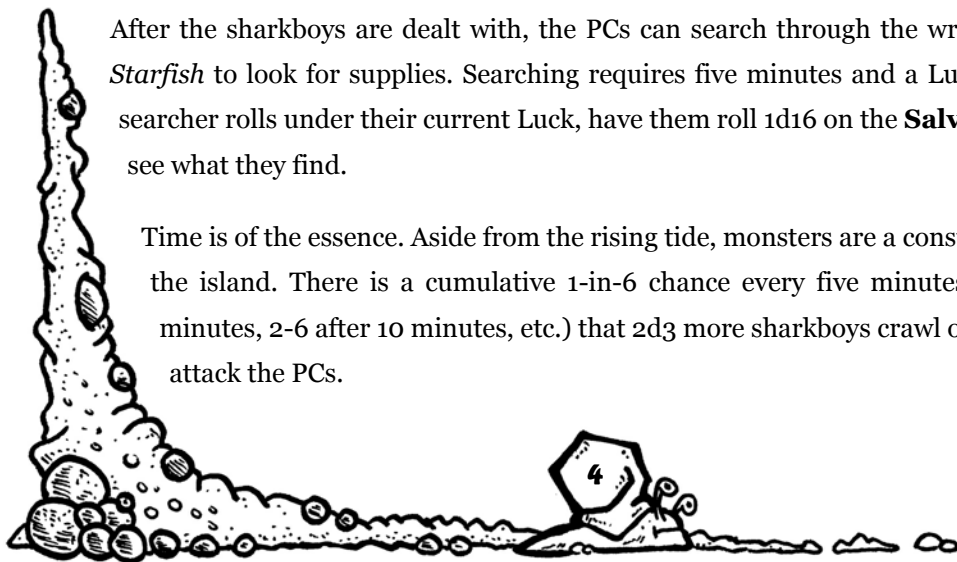 After the sharkboys are dealt with, the PCs can search through the wr
Starfish to look for supplies. Searching requires five minutes and a Lu
searcher rolls under their current Luck, have them roll 1d16 on the Salv
see what they find.
Time is of the essence. Aside from the rising tide, monsters are a cons
the island. There is a cumulative 1-in-6 chance every five minutes
minutes, 2-6 after 10 minutes, etc.) that 2d3 more sharkboys crawl o
attack the PCs.
4